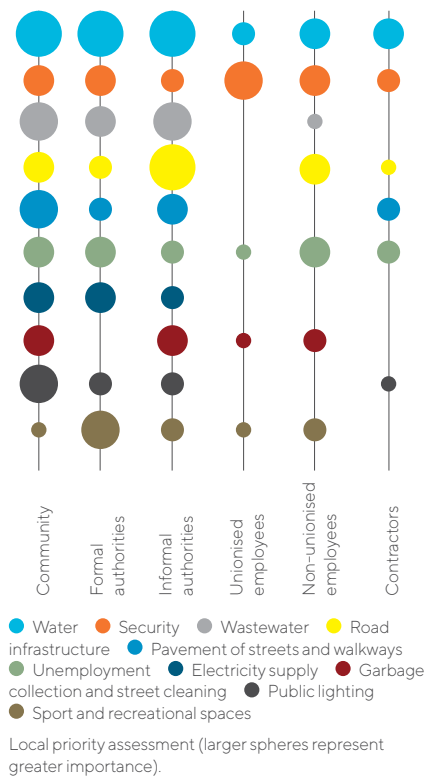 Community
Formal
authorities
Informal
authorities
Unionised
employees
Non-unionised
employees
Contractors
Water Security Wastewater Road
infrastructure Pavement of streets and walkways
Unemployment Electricity supply Garbage
collection and street cleaning Public lighting
Sport and recreational spaces
Local priority assessment (larger spheres represent
greater importance).